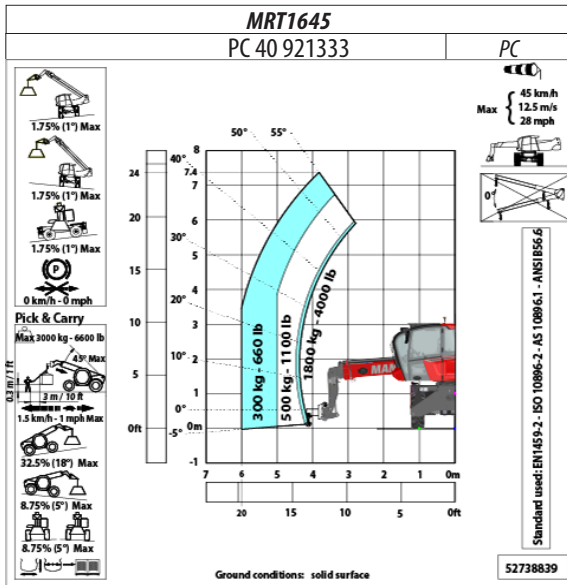 MRT1645
PC 40 921333
PC
1.75% (1°) Max
1.75% (1°) Max
1.75% (1°) Max
P
0 km/h - 0 mph
Pick & Carry
Max 3000 kg - 6600 lb
45° Max
0.3 m / 1 ft
3 m / 10 ft
1.5 km/h - 1 mph Max
32.5% (18°) Max
8.75% (5°) Max
8.75% (5°) Max
50°
55°
40°
30°
20°
10°
0°
-5°
24
20
15
10
5
0ft
8
7.4
7
6
5
4
3
2
1
0m
-1
300 kg - 660 lb
500 kg - 1100 lb
1800 kg - 4000 lb
MAN
7
6
5
4
3
2
1
0m
20
15
10
5
0ft
Ground conditions: solid surface
Max
45 km/h
12.5 m/s
28 mph
0°
Standard used: EN1459-2 - ISO 10886-2 - AS 10896.1 - ANSI B56.6
52738839